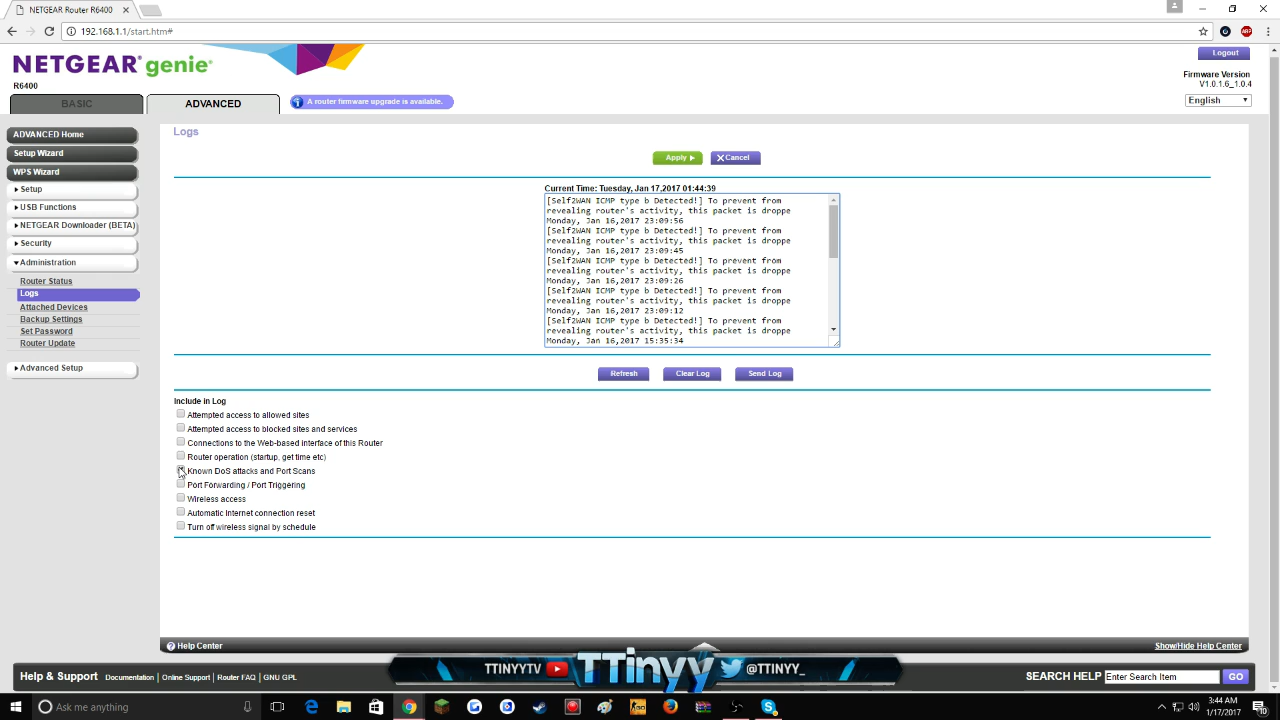 NETGEAR Router R6400
192.168.1.1/start.htm#
ABP
NETGEAR® genie®
Logout
R6400
Firmware Version
V1.0.1.6_1.0.4
BASIC
ADVANCED
A router firmware upgrade is available.
English
ADVANCED Home
Setup Wizard
WPS Wizard
Setup
USB Functions
NETGEAR Downloader (BETA)
Security
Administration
Router Status
Logs
Attached Devices
Backup Settings
Set Password
Router Update
Advanced Setup
Logs
Apply
Cancel
Current Time: Tuesday, Jan 17,2017 01:44:39
[Self2WAN ICMP type b Detected!] To prevent from
revealing router's activity, this packet is droppe
Monday, Jan 16,2017 23:09:56
[Self2WAN ICMP type b Detected!] To prevent from
revealing router's activity, this packet is droppe
Monday, Jan 16,2017 23:09:45
[Self2WAN ICMP type b Detected!] To prevent from
revealing router's activity, this packet is droppe
Monday, Jan 16,2017 23:09:26
[Self2WAN ICMP type b Detected!] To prevent from
revealing router's activity, this packet is droppe
Monday, Jan 16,2017 23:09:12
[Self2WAN ICMP type b Detected!] To prevent from
revealing router's activity, this packet is droppe
Monday, Jan 16,2017 15:35:34
Refresh
Clear Log
Send Log
Include in Log
Attempted access to allowed sites
Attempted access to blocked sites and services
Connections to the Web-based interface of this Router
Router operation (startup, get time etc)
Known DoS attacks and Port Scans
Port Forwarding / Port Triggering
Wireless access
Automatic Internet connection reset
Turn off wireless signal by schedule
Help Center
Show/Hide Help Center
Help & Support Documentation | Online Support | Router FAQ | GNU GPL
TTINYYTV
TTinyy
@TTINYY_
SEARCH HELP Enter Search Item GO
Ask me anything
3:44 AM
1/17/2017